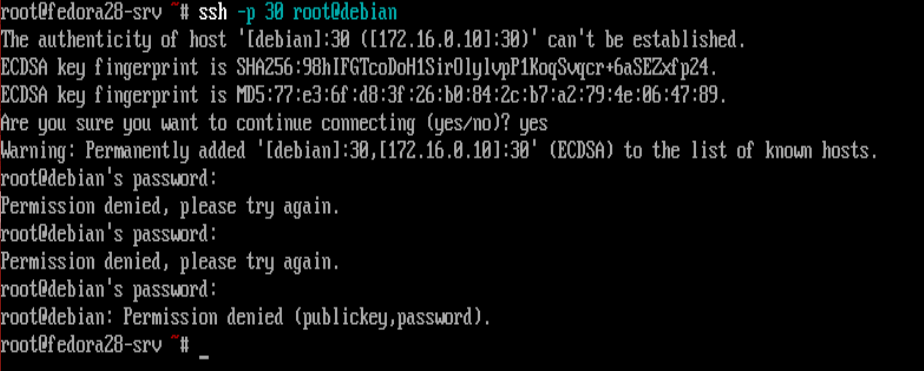 root@fedora28-srv ~# ssh -p 30 root@debian
The authenticity of host '[debian]:30 ([172.16.0.10]:30)' can't be established.
ECDSA key fingerprint is SHA256:98hIFGTcoDoH1SirOlylvpP1KoqSvqcr+6aSEZxfp24.
ECDSA key fingerprint is MD5:77:e3:6f:d8:3f:26:b0:84:2c:b7:a2:79:4e:06:47:89.
Are you sure you want to continue connecting (yes/no)? yes
Warning: Permanently added '[debian]:30,[172.16.0.10]:30' (ECDSA) to the list of known hosts.
root@debian's password:
Permission denied, please try again.
root@debian's password:
Permission denied, please try again.
root@debian's password:
root@debian: Permission denied (publickey,password).
root@fedora28-srv ~# _